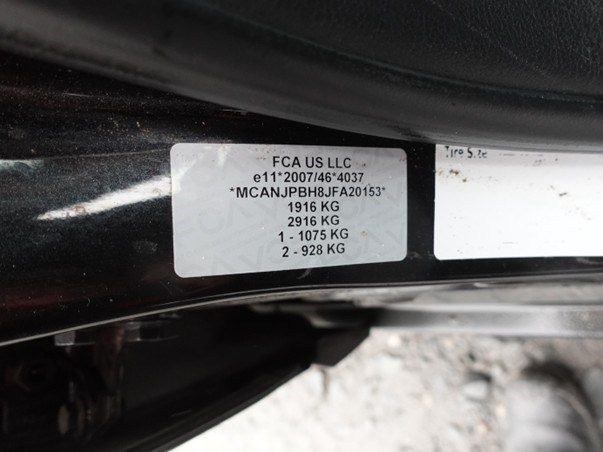 FCA US LLC
e11*2007/46*4037
*MCANJPBH8JFA20153*
1916 KG
2916 KG
1 - 1075 KG
2 - 928 KG
Tire Size